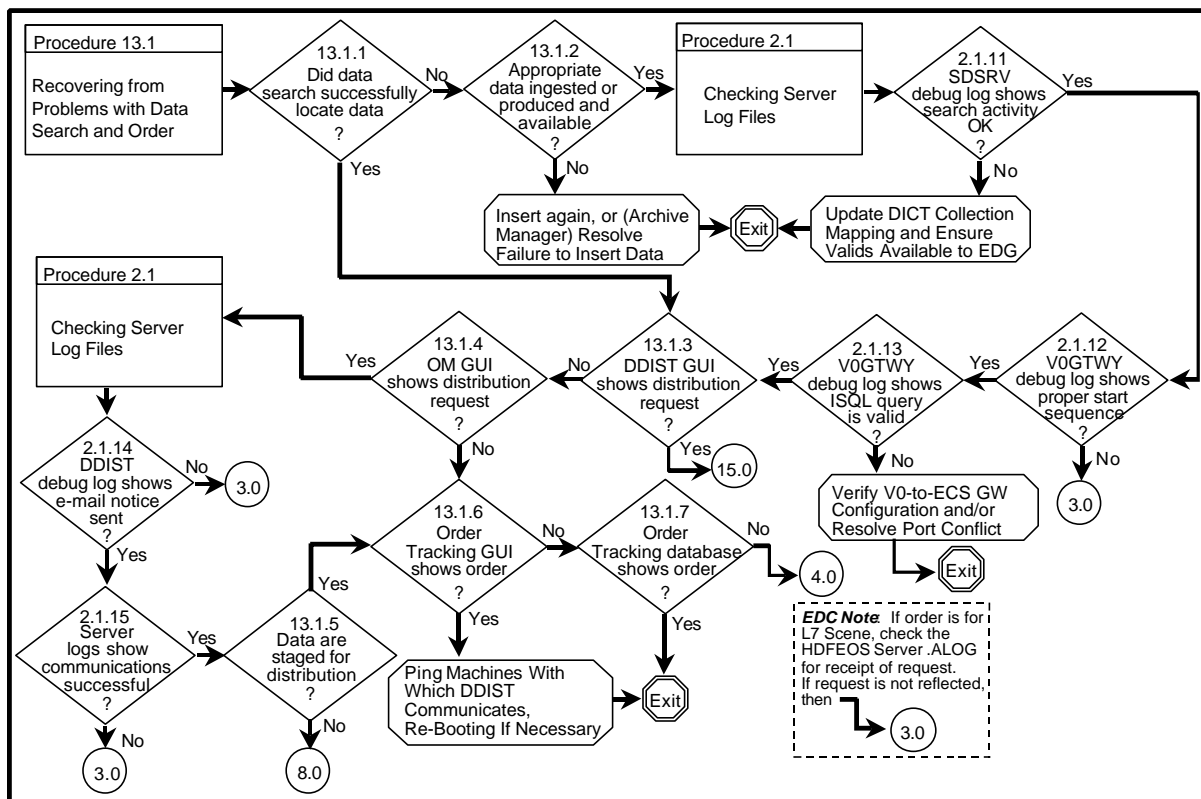 Procedure 13.1
Recovering from
Problems with Data
Search and Order
13.1.1
Did data
search successfully
locate data
?
No
Yes
13.1.2
Appropriate
data ingested or
produced and
available
?
Yes
No
Procedure 2.1
Checking Server
Log Files
2.1.11
SDSRV
debug log shows
search activity
OK
?
Yes
No
Insert again, or (Archive
Manager) Resolve
Failure to Insert Data
Exit
Update DICT Collection
Mapping and Ensure
Valids Available to EDG
Procedure 2.1
Checking Server
Log Files
Yes
13.1.4
OM GUI
shows distribution
request
?
No
No
13.1.3
DDIST GUI
shows distribution
request
?
Yes
15.0
Yes
2.1.13
V0GTWY
debug log shows
ISQL query
is valid
?
No
Yes
2.1.12
V0GTWY
debug log shows
proper start
sequence
?
No
3.0
Verify V0-to-ECS GW
Configuration and/or
Resolve Port Conflict
Exit
2.1.14
DDIST
debug log shows
e-mail notice
sent
?
No
3.0
Yes
2.1.15
Server
logs show
communications
successful
?
Yes
No
3.0
13.1.5
Data are
staged for
distribution
?
Yes
No
8.0
13.1.6
Order
Tracking GUI
shows order
?
No
Yes
13.1.7
Order
Tracking database
shows order
?
No
4.0
Yes
Ping Machines With
Which DDIST
Communicates,
Re-Booting If Necessary
Exit
EDC Note: If order is for
L7 Scene, check the
HDFEOS Server .ALOG
for receipt of request.
If request is not reflected,
then
3.0